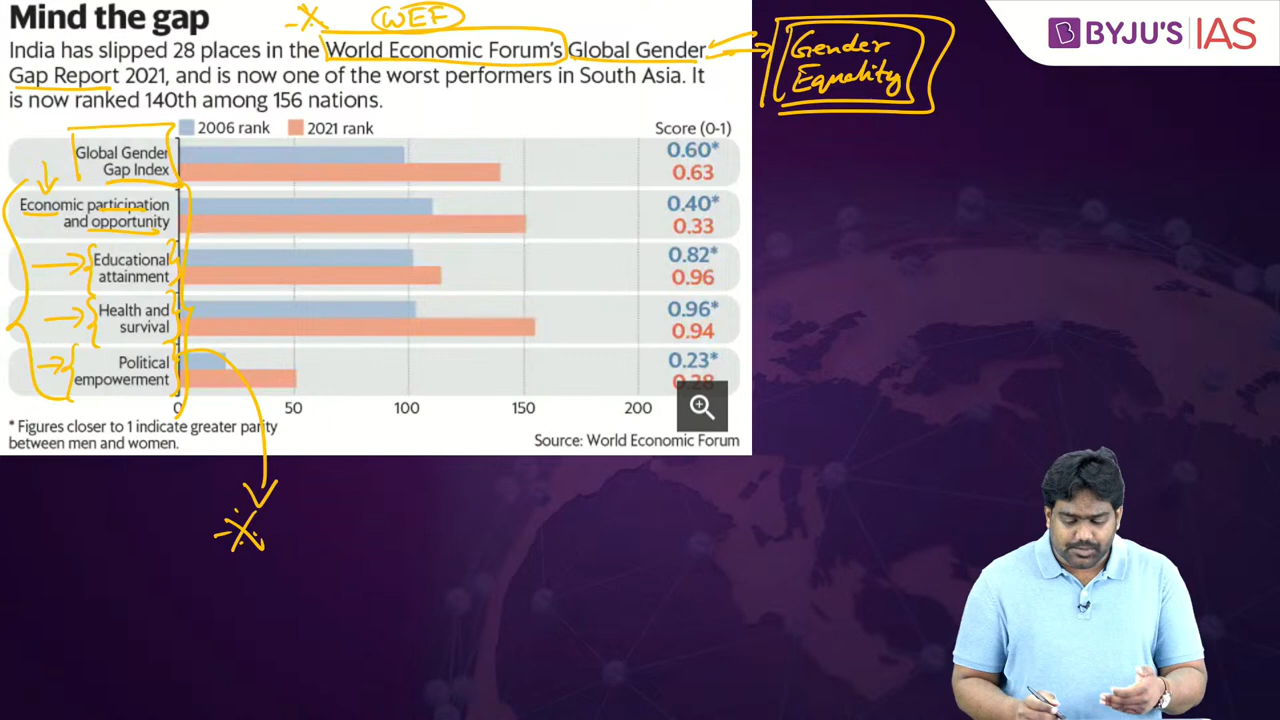 Mind the gap
WEF
India has slipped 28 places in the World Economic Forum's Global Gender
Gap Report 2021, and is now one of the worst performers in South Asia. It
is now ranked 140th among 156 nations.
Gender
Equality
BYJU'S IAS
2006 rank 2021 rank Score (0-1)
Global Gender
Gap Index
0.60*
0.63
Economic participation
and opportunity
0.40*
0.33
Educational
attainment
0.82*
0.96
Health and
survival
0.96*
0.94
Political
empowerment
0.23*
0.28
0 50 100 150 200
* Figures closer to 1 indicate greater parity
between men and women.
Source: World Economic Forum